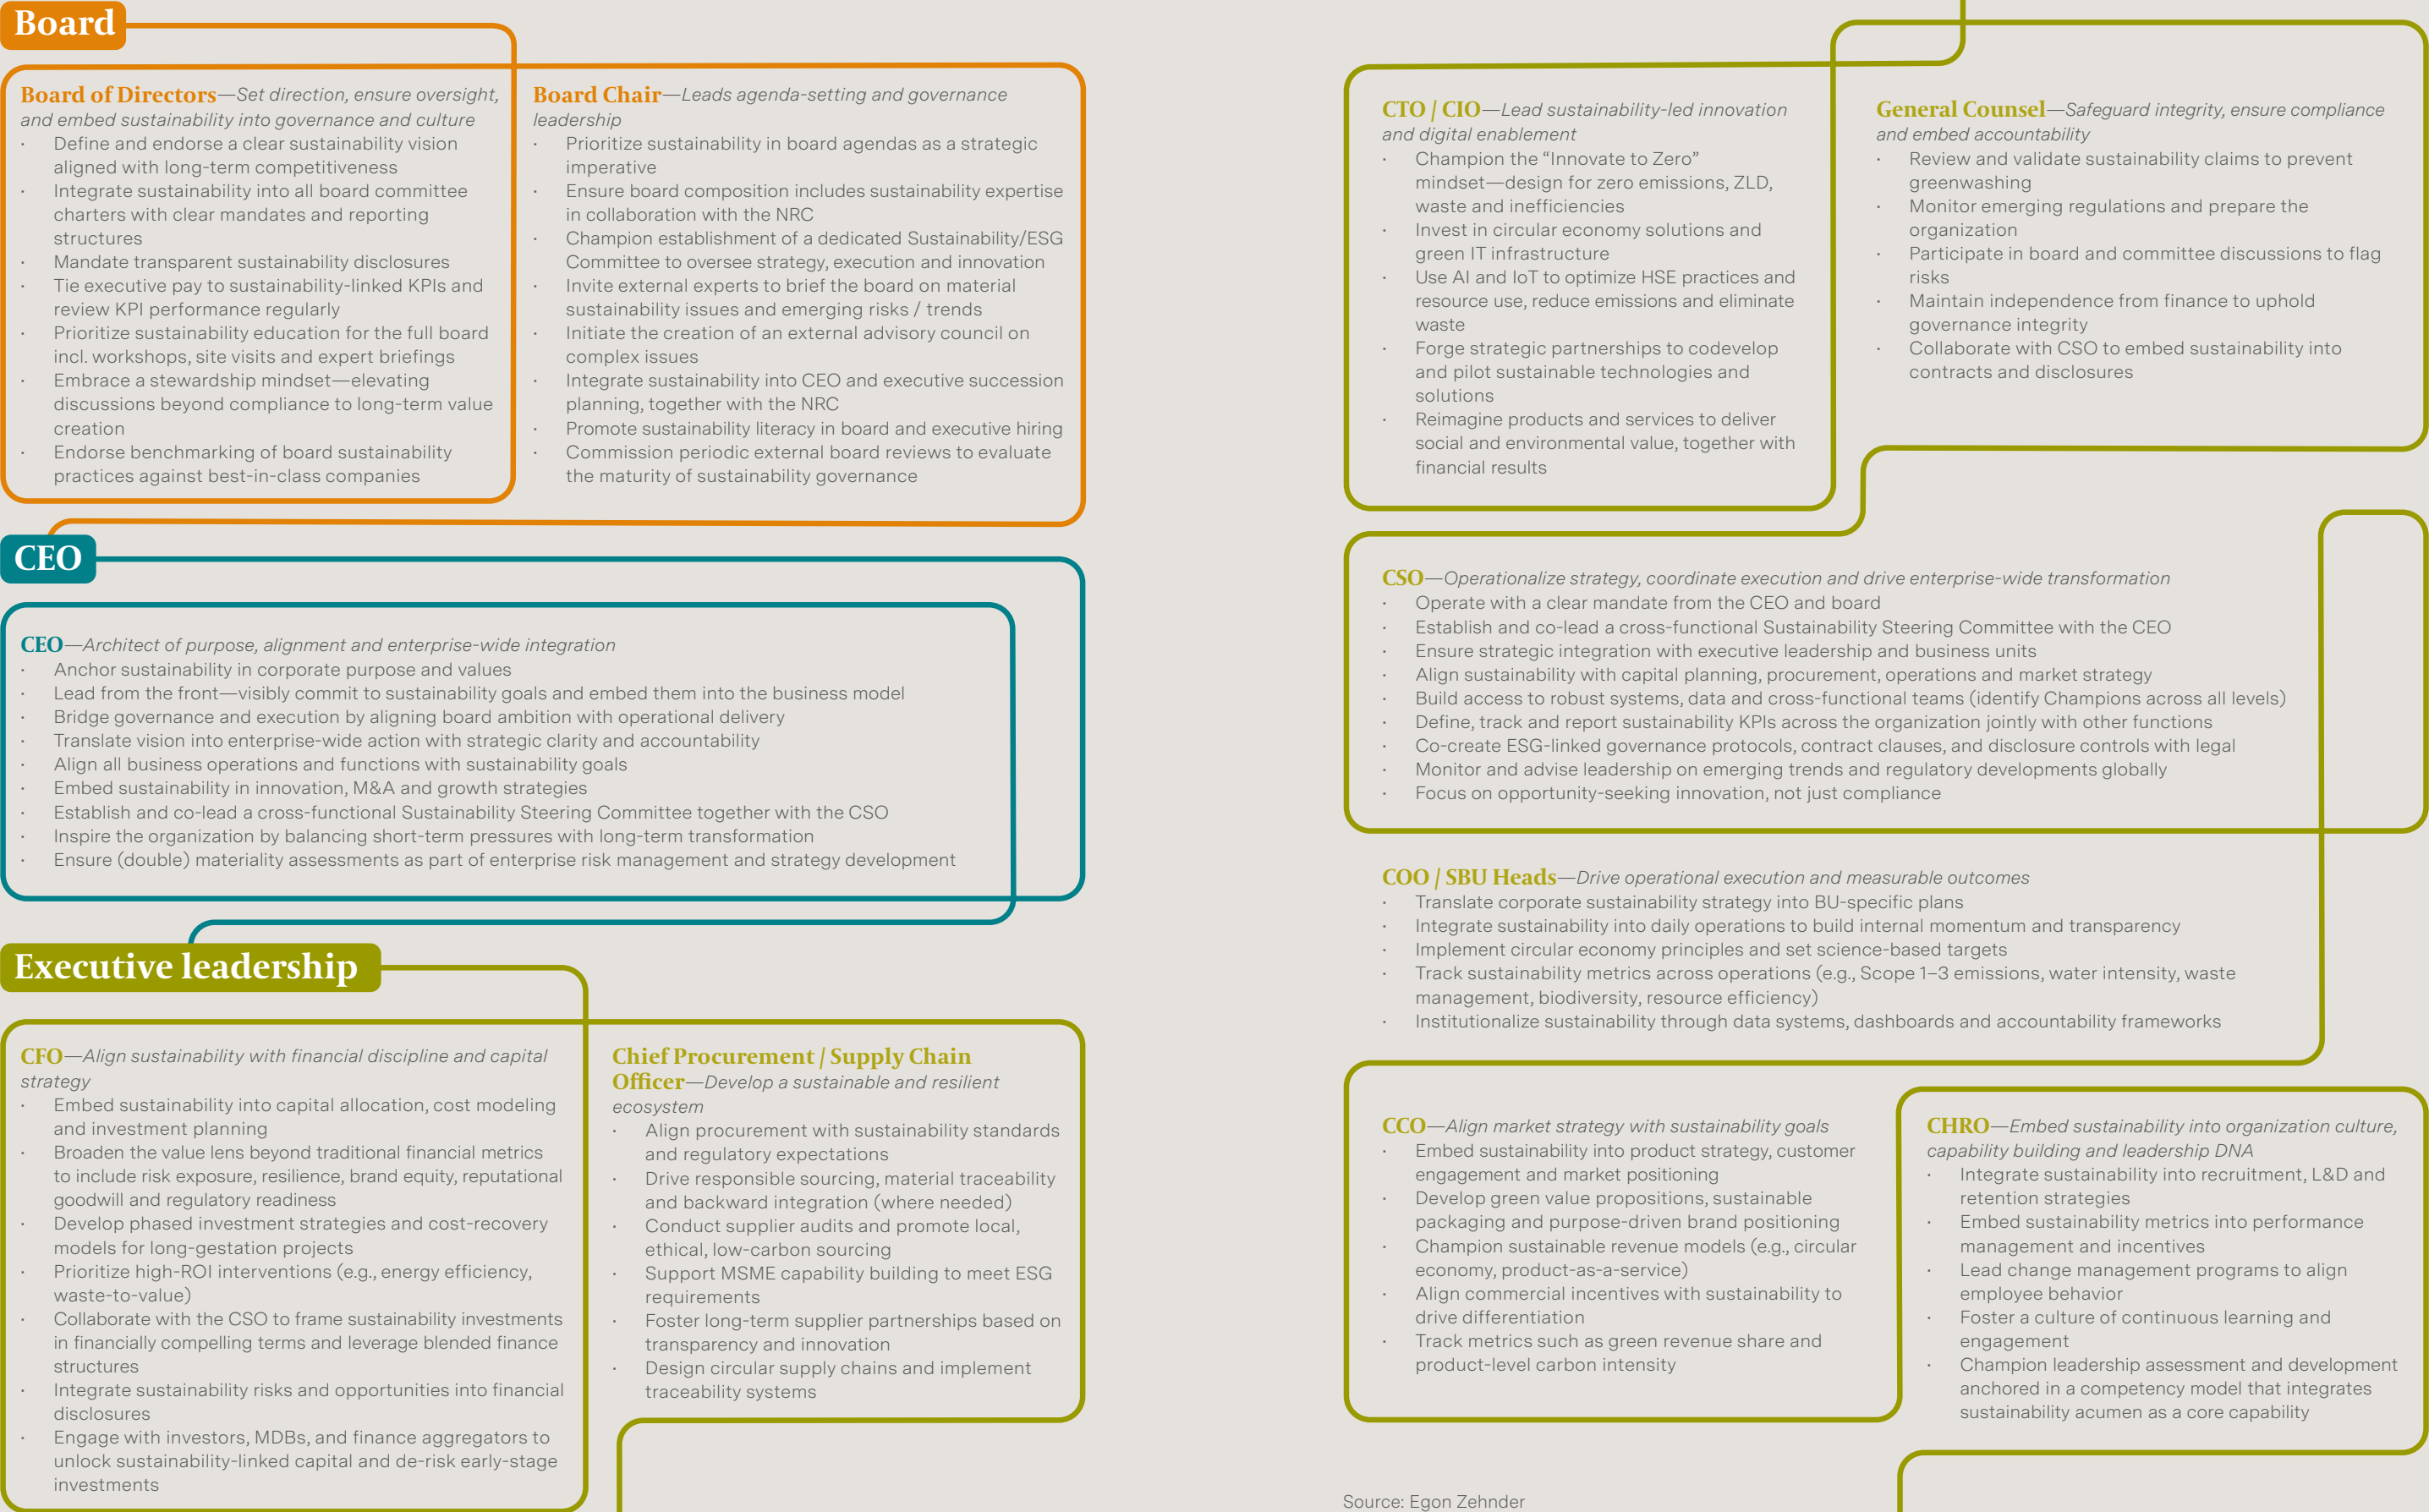 Board
Board of Directors—Set direction, ensure oversight,
and embed sustainability into governance and culture
· Define and endorse a clear sustainability vision
aligned with long-term competitiveness
· Integrate sustainability into all board committee
charters with clear mandates and reporting
structures
· Mandate transparent sustainability disclosures
· Tie executive pay to sustainability-linked KPIs and
review KPI performance regularly
· Prioritize sustainability education for the full board
incl. workshops, site visits and expert briefings
· Embrace a stewardship mindset—elevating
discussions beyond compliance to long-term value
creation
· Endorse benchmarking of board sustainability
practices against best-in-class companies
Board Chair—Leads agenda-setting and governance
leadership
· Prioritize sustainability in board agendas as a strategic
imperative
· Ensure board composition includes sustainability expertise
in collaboration with the NRC
· Champion establishment of a dedicated Sustainability/ESG
Committee to oversee strategy, execution and innovation
· Invite external experts to brief the board on material
sustainability issues and emerging risks / trends
· Initiate the creation of an external advisory council on
complex issues
· Integrate sustainability into CEO and executive succession
planning, together with the NRC
· Promote sustainability literacy in board and executive hiring
· Commission periodic external board reviews to evaluate
the maturity of sustainability governance
CEO
CEO—Architect of purpose, alignment and enterprise-wide integration
· Anchor sustainability in corporate purpose and values
· Lead from the front—visibly commit to sustainability goals and embed them into the business model
· Bridge governance and execution by aligning board ambition with operational delivery
· Translate vision into enterprise-wide action with strategic clarity and accountability
· Align all business operations and functions with sustainability goals
· Embed sustainability in innovation, M&A and growth strategies
· Establish and co-lead a cross-functional Sustainability Steering Committee together with the CSO
· Inspire the organization by balancing short-term pressures with long-term transformation
· Ensure (double) materiality assessments as part of enterprise risk management and strategy development
Executive leadership
CFO—Align sustainability with financial discipline and capital
strategy
· Embed sustainability into capital allocation, cost modeling
and investment planning
· Broaden the value lens beyond traditional financial metrics
to include risk exposure, resilience, brand equity, reputational
goodwill and regulatory readiness
· Develop phased investment strategies and cost-recovery
models for long-gestation projects
· Prioritize high-ROI interventions (e.g., energy efficiency,
waste-to-value)
· Collaborate with the CSO to frame sustainability investments
in financially compelling terms and leverage blended finance
structures
· Integrate sustainability risks and opportunities into financial
disclosures
· Engage with investors, MDBs, and finance aggregators to
unlock sustainability-linked capital and de-risk early-stage
investments
Chief Procurement / Supply Chain
Officer—Develop a sustainable and resilient
ecosystem
· Align procurement with sustainability standards
and regulatory expectations
· Drive responsible sourcing, material traceability
and backward integration (where needed)
· Conduct supplier audits and promote local,
ethical, low-carbon sourcing
· Support MSME capability building to meet ESG
requirements
· Foster long-term supplier partnerships based on
transparency and innovation
· Design circular supply chains and implement
traceability systems
CTO / CIO—Lead sustainability-led innovation
and digital enablement
· Champion the “Innovate to Zero”
mindset—design for zero emissions, ZLD,
waste and inefficiencies
· Invest in circular economy solutions and
green IT infrastructure
· Use AI and IoT to optimize HSE practices and
resource use, reduce emissions and eliminate
waste
· Forge strategic partnerships to codevelop
and pilot sustainable technologies and
solutions
· Reimagine products and services to deliver
social and environmental value, together with
financial results
General Counsel—Safeguard integrity, ensure compliance
and embed accountability
· Review and validate sustainability claims to prevent
greenwashing
· Monitor emerging regulations and prepare the
organization
· Participate in board and committee discussions to flag
risks
· Maintain independence from finance to uphold
governance integrity
· Collaborate with CSO to embed sustainability into
contracts and disclosures
CSO—Operationalize strategy, coordinate execution and drive enterprise-wide transformation
· Operate with a clear mandate from the CEO and board
· Establish and co-lead a cross-functional Sustainability Steering Committee with the CEO
· Ensure strategic integration with executive leadership and business units
· Align sustainability with capital planning, procurement, operations and market strategy
· Build access to robust systems, data and cross-functional teams (identify Champions across all levels)
· Define, track and report sustainability KPIs across the organization jointly with other functions
· Co-create ESG-linked governance protocols, contract clauses, and disclosure controls with legal
· Monitor and advise leadership on emerging trends and regulatory developments globally
· Focus on opportunity-seeking innovation, not just compliance
COO / SBU Heads—Drive operational execution and measurable outcomes
· Translate corporate sustainability strategy into BU-specific plans
· Integrate sustainability into daily operations to build internal momentum and transparency
· Implement circular economy principles and set science-based targets
· Track sustainability metrics across operations (e.g., Scope 1–3 emissions, water intensity, waste
management, biodiversity, resource efficiency)
· Institutionalize sustainability through data systems, dashboards and accountability frameworks
CCO—Align market strategy with sustainability goals
· Embed sustainability into product strategy, customer
engagement and market positioning
· Develop green value propositions, sustainable
packaging and purpose-driven brand positioning
· Champion sustainable revenue models (e.g., circular
economy, product-as-a-service)
· Align commercial incentives with sustainability to
drive differentiation
· Track metrics such as green revenue share and
product-level carbon intensity
CHRO—Embed sustainability into organization culture,
capability building and leadership DNA
· Integrate sustainability into recruitment, L&D and
retention strategies
· Embed sustainability metrics into performance
management and incentives
· Lead change management programs to align
employee behavior
· Foster a culture of continuous learning and
engagement
· Champion leadership assessment and development
anchored in a competency model that integrates
sustainability acumen as a core capability
Source: Egon Zehnder